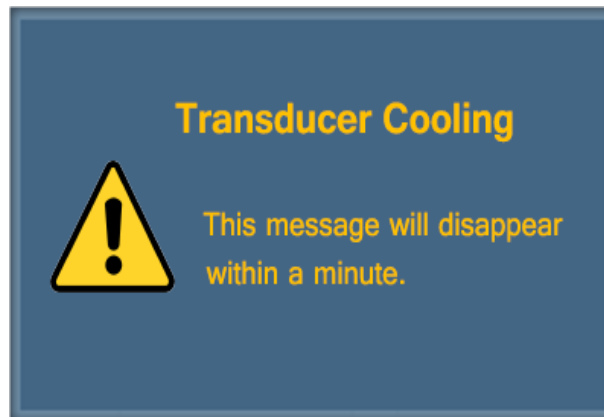 Transducer Cooling
This message will disappear
within a minute.